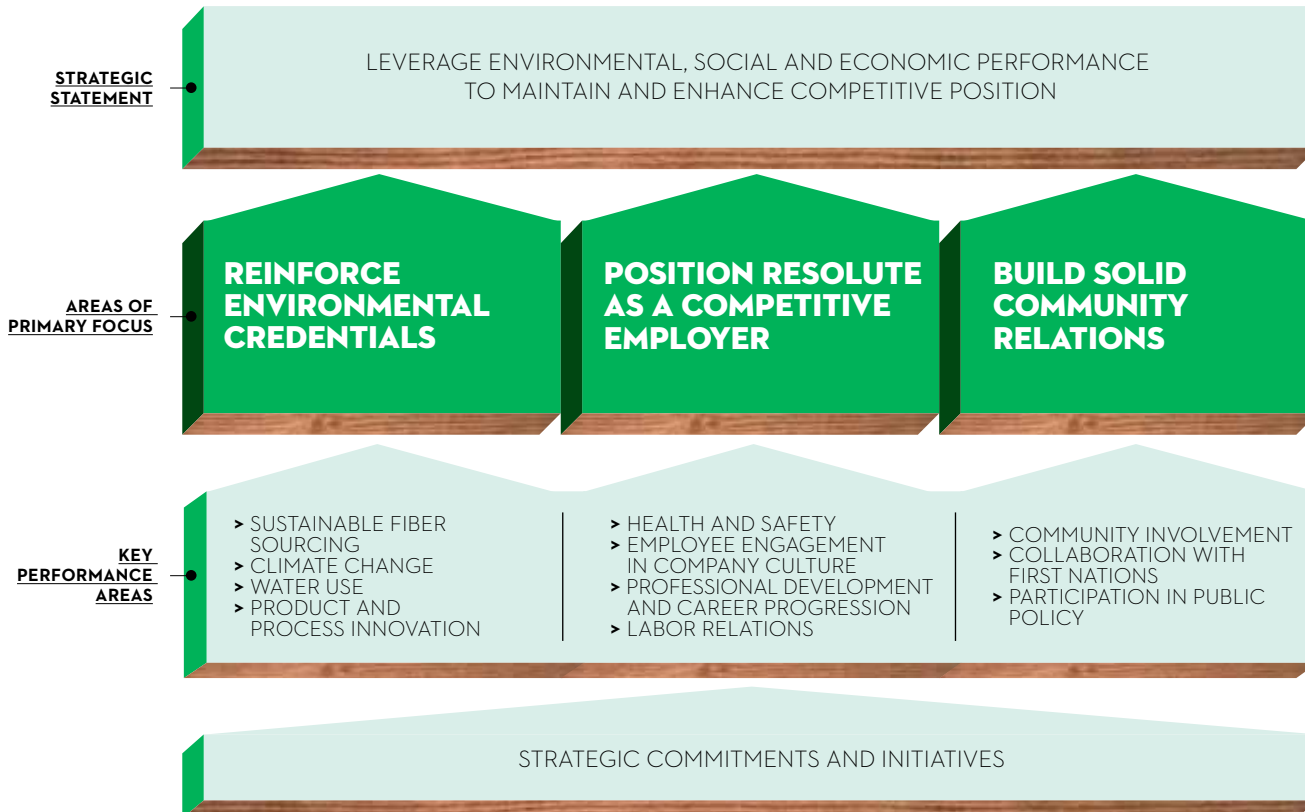 STRATEGIC
STATEMENT
LEVERAGE ENVIRONMENTAL, SOCIAL AND ECONOMIC PERFORMANCE
TO MAINTAIN AND ENHANCE COMPETITIVE POSITION
AREAS OF
PRIMARY FOCUS
REINFORCE
ENVIRONMENTAL
CREDENTIALS
POSITION RESOLUTE
AS A COMPETITIVE
EMPLOYER
BUILD SOLID
COMMUNITY
RELATIONS
KEY
PERFORMANCE
AREAS
> SUSTAINABLE FIBER
SOURCING
> CLIMATE CHANGE
> WATER USE
> PRODUCT AND
PROCESS INNOVATION
> HEALTH AND SAFETY
> EMPLOYEE ENGAGEMENT
IN COMPANY CULTURE
> PROFESSIONAL DEVELOPMENT
AND CAREER PROGRESSION
> LABOR RELATIONS
> COMMUNITY INVOLVEMENT
> COLLABORATION WITH
FIRST NATIONS
> PARTICIPATION IN PUBLIC
POLICY
STRATEGIC COMMITMENTS AND INITIATIVES